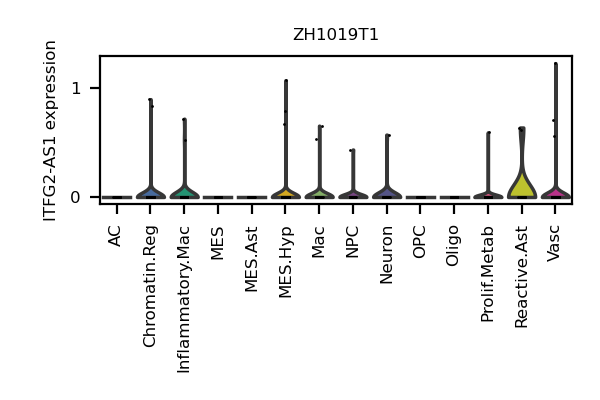 ZH1019T1
ITFG2-AS1 expression
1
0
AC
Chromatin.Reg
Inflammatory.Mac
MES
MES.Ast
MES.Hyp
Mac
NPC
Neuron
OPC
Oligo
Prolif.Metab
Reactive.Ast
Vasc